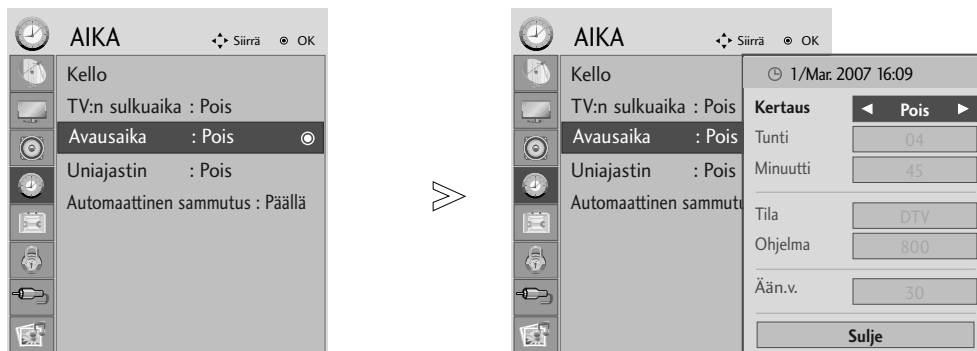 AIKA Siirrä OK
Kello
TV:n sulkuaika : Pois
Avausaika : Pois
Uniajastin : Pois
Automaattinen sammutus : Päällä
AIKA Siirrä OK
Kello
TV:n sulkuaika : Pois
Avausaika : Pois
Uniajastin : Pois
Automaattinen sammutu
1/Mar. 2007 16:09
Kertaus ◄ Pois ►
Tunti 04
Minuutti 45
Tila DTV
Ohjelma 800
Ään.v. 30
Sulje